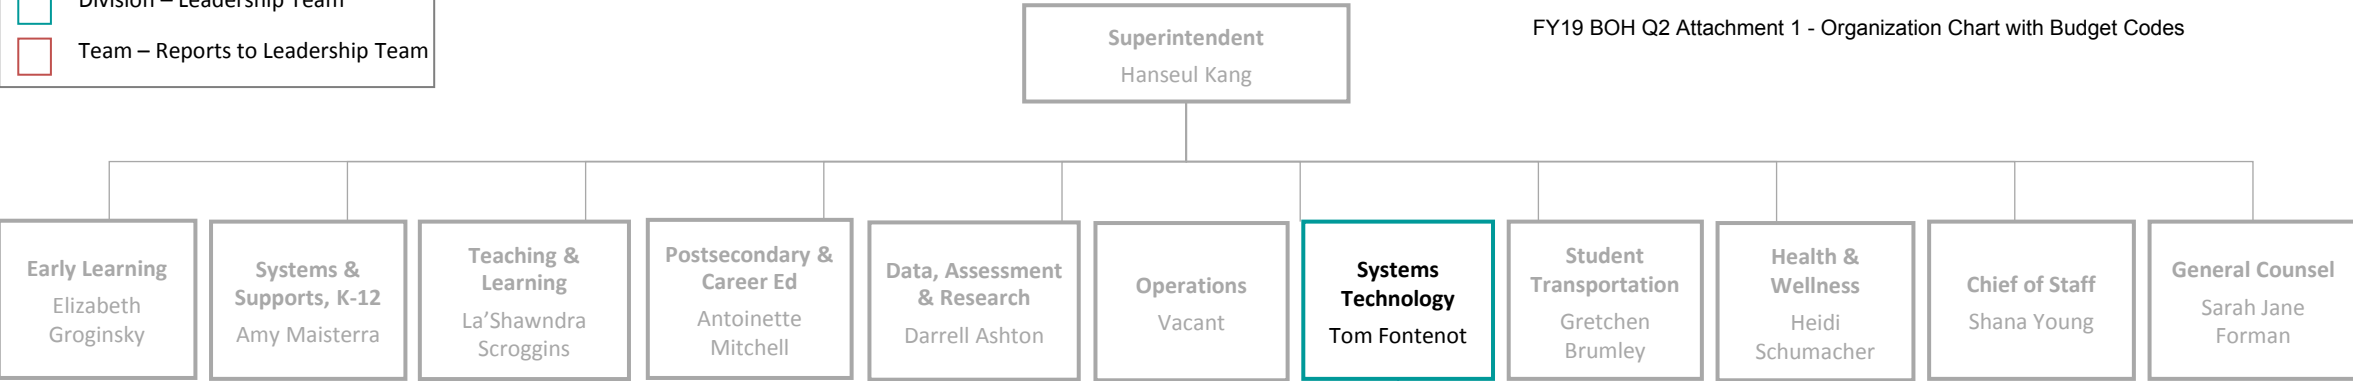 Division – Leadership Team
Team – Reports to Leadership Team
FY19 BOH Q2 Attachment 1 - Organization Chart with Budget Codes
Superintendent
Hanseul Kang
Early Learning
Elizabeth
Groginsky
Systems &
Supports, K-12
Amy Maisterra
Teaching &
Learning
La’Shawndra
Scroggins
Postsecondary &
Career Ed
Antoinette
Mitchell
Data, Assessment
& Research
Darrell Ashton
Operations
Vacant
Systems
Technology
Tom Fontenot
Student
Transportation
Gretchen
Brumley
Health &
Wellness
Heidi
Schumacher
Chief of Staff
Shana Young
General Counsel
Sarah Jane
Forman